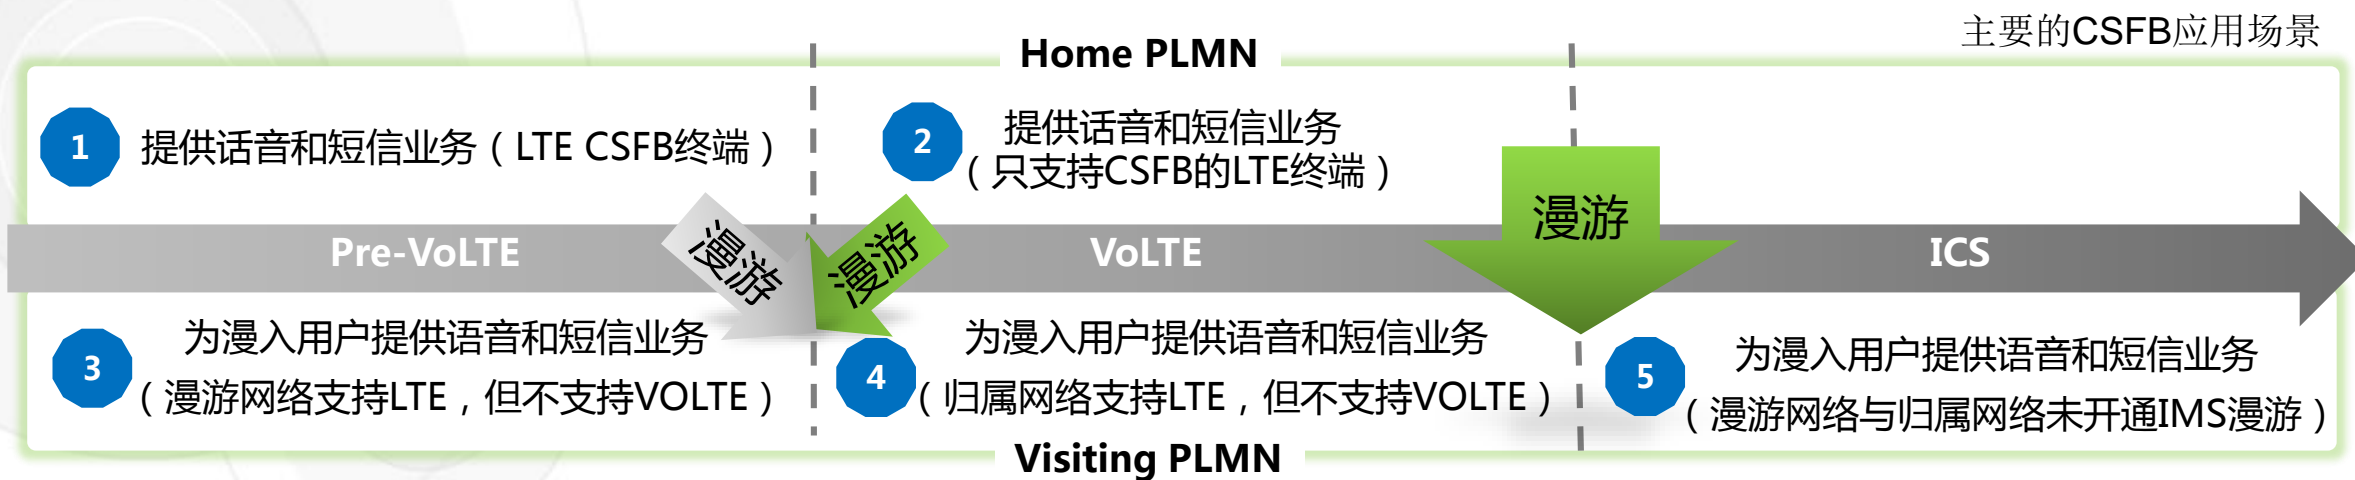 主要的CSFB应用场景
Home PLMN
1
提供话音和短信业务（LTE CSFB终端）
2
提供话音和短信业务
（只支持CSFB的LTE终端）
漫游
漫游
漫游
Pre-VoLTE
VoLTE
ICS
3
为漫入用户提供语音和短信业务
（漫游网络支持LTE，但不支持VOLTE）
4
为漫入用户提供语音和短信业务
（归属网络支持LTE，但不支持VOLTE）
5
为漫入用户提供语音和短信业务
（漫游网络与归属网络未开通IMS漫游）
Visiting PLMN